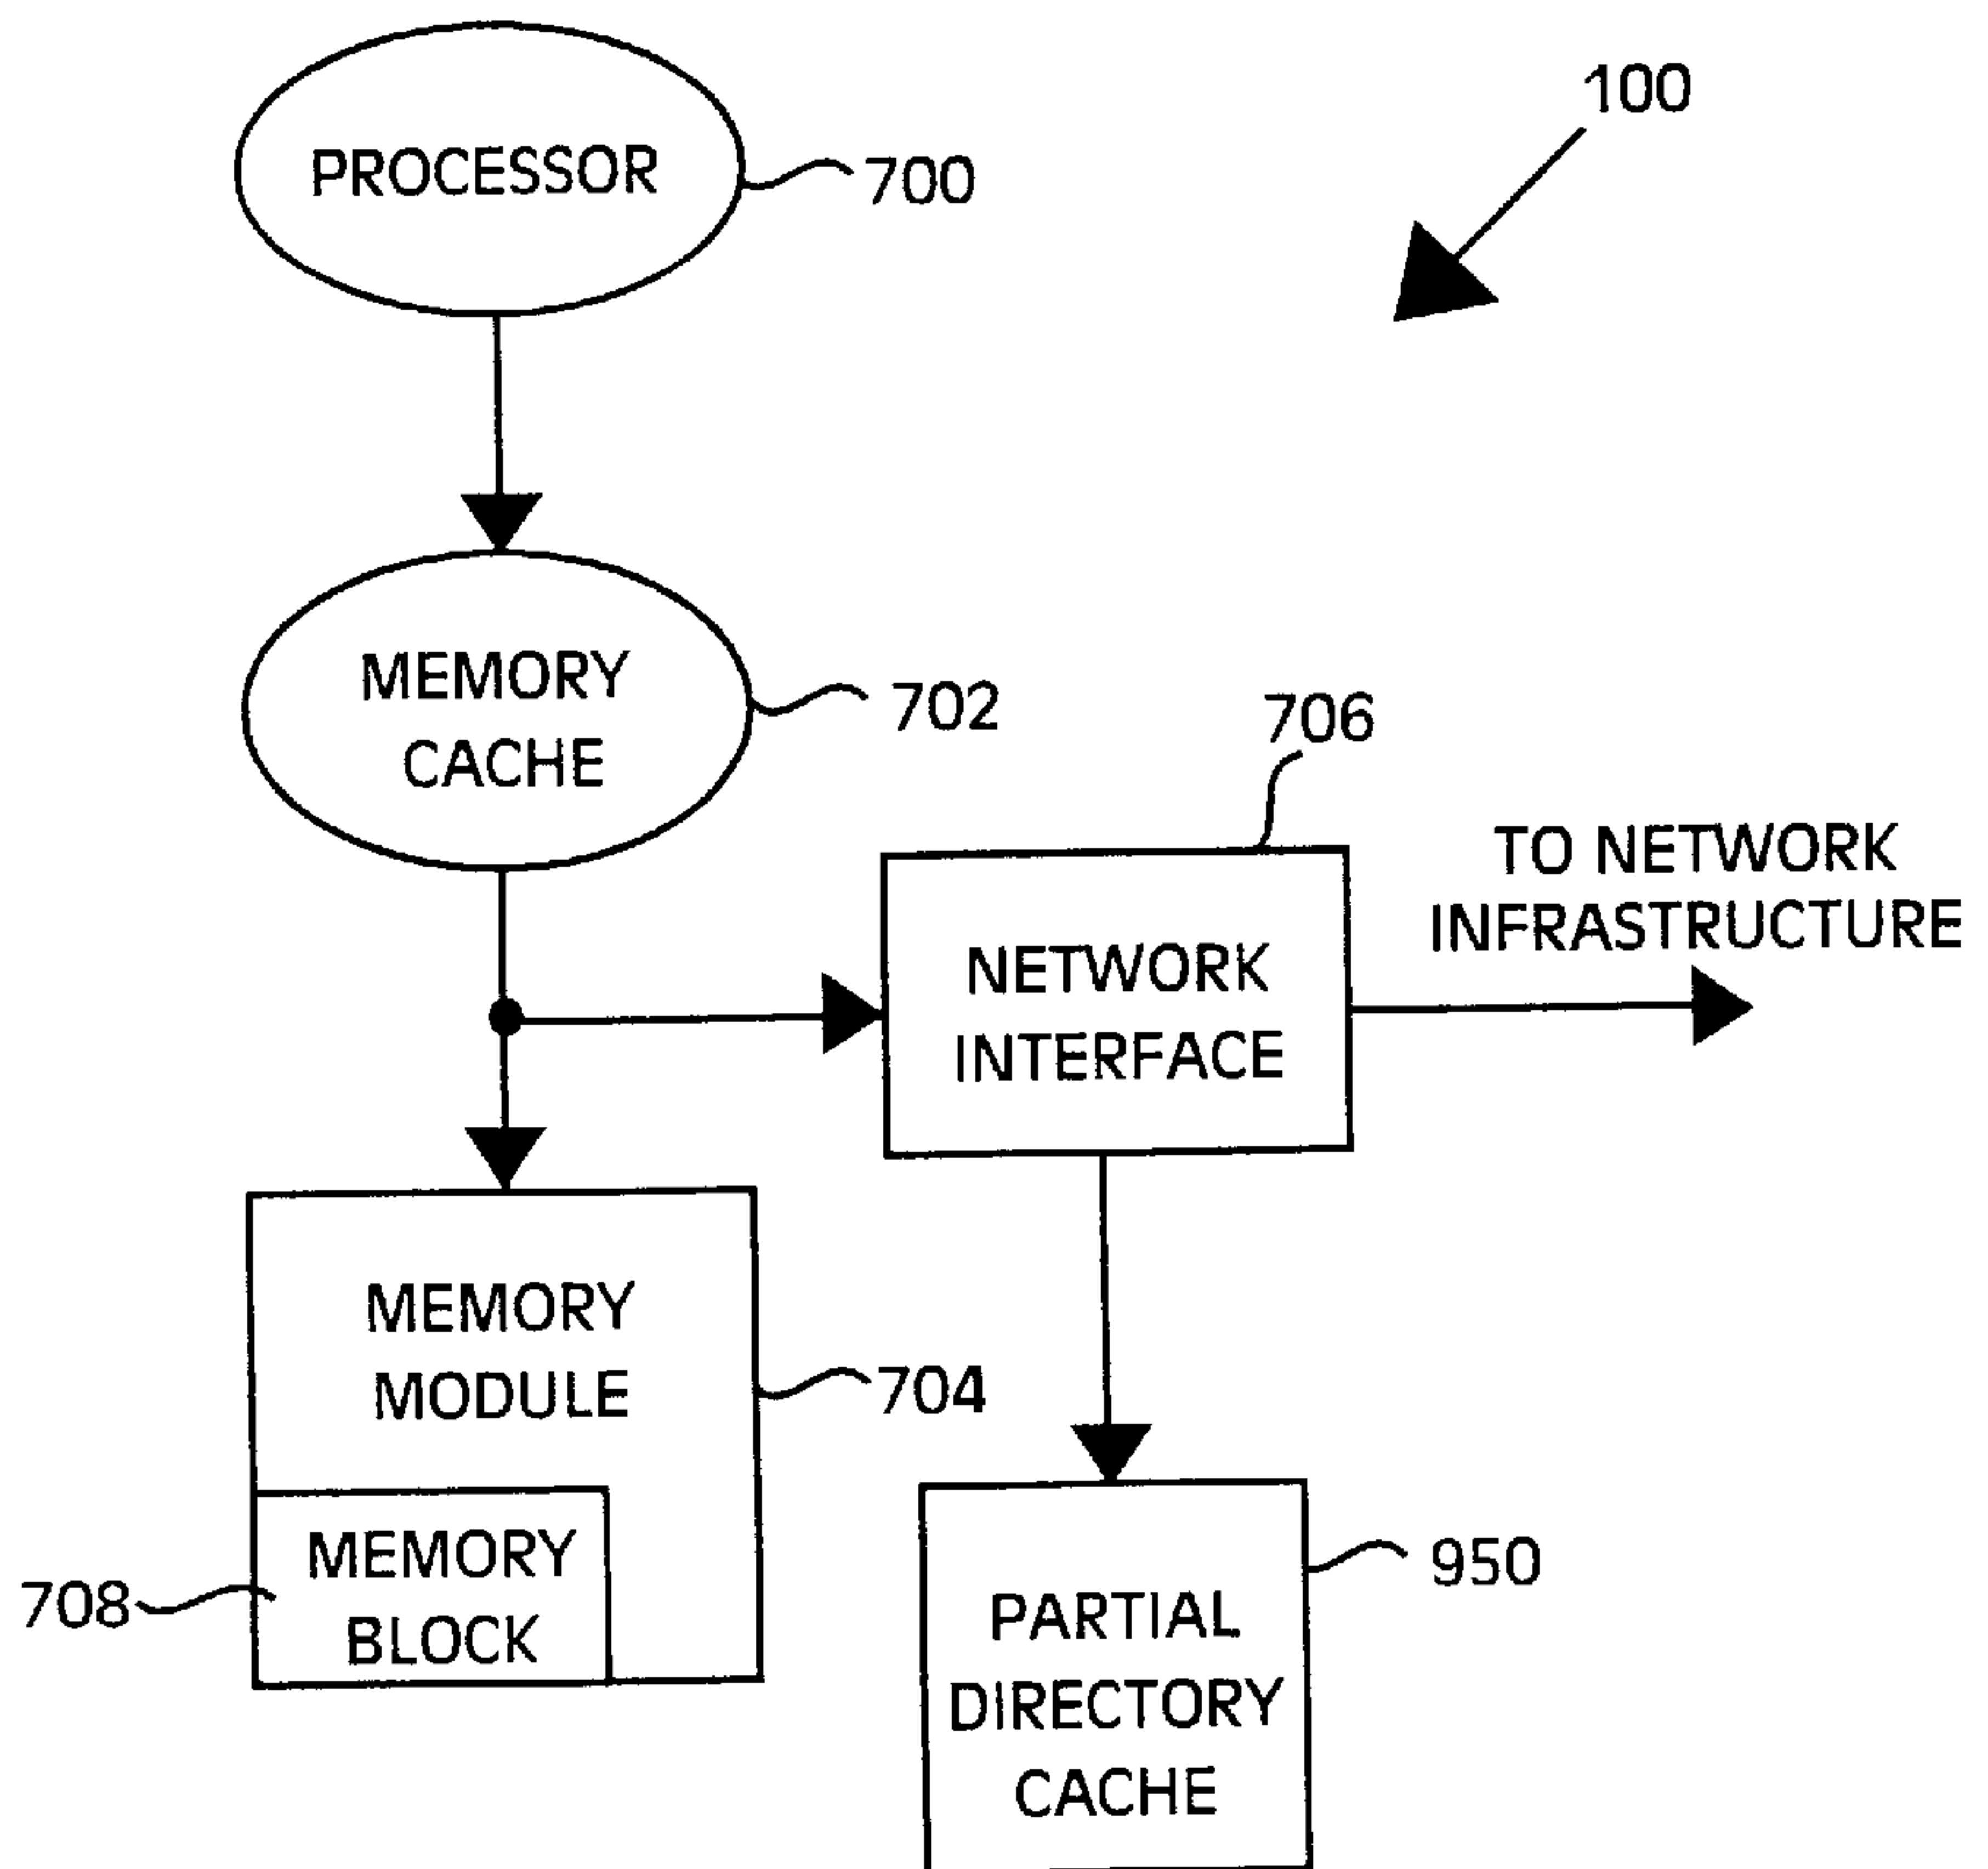 100
PROCESSOR
700
MEMORY
CACHE
702
706
TO NETWORK
INFRASTRUCTURE
NETWORK
INTERFACE
MEMORY
MODULE
704
MEMORY
BLOCK
708
950
PARTIAL
DIRECTORY
CACHE